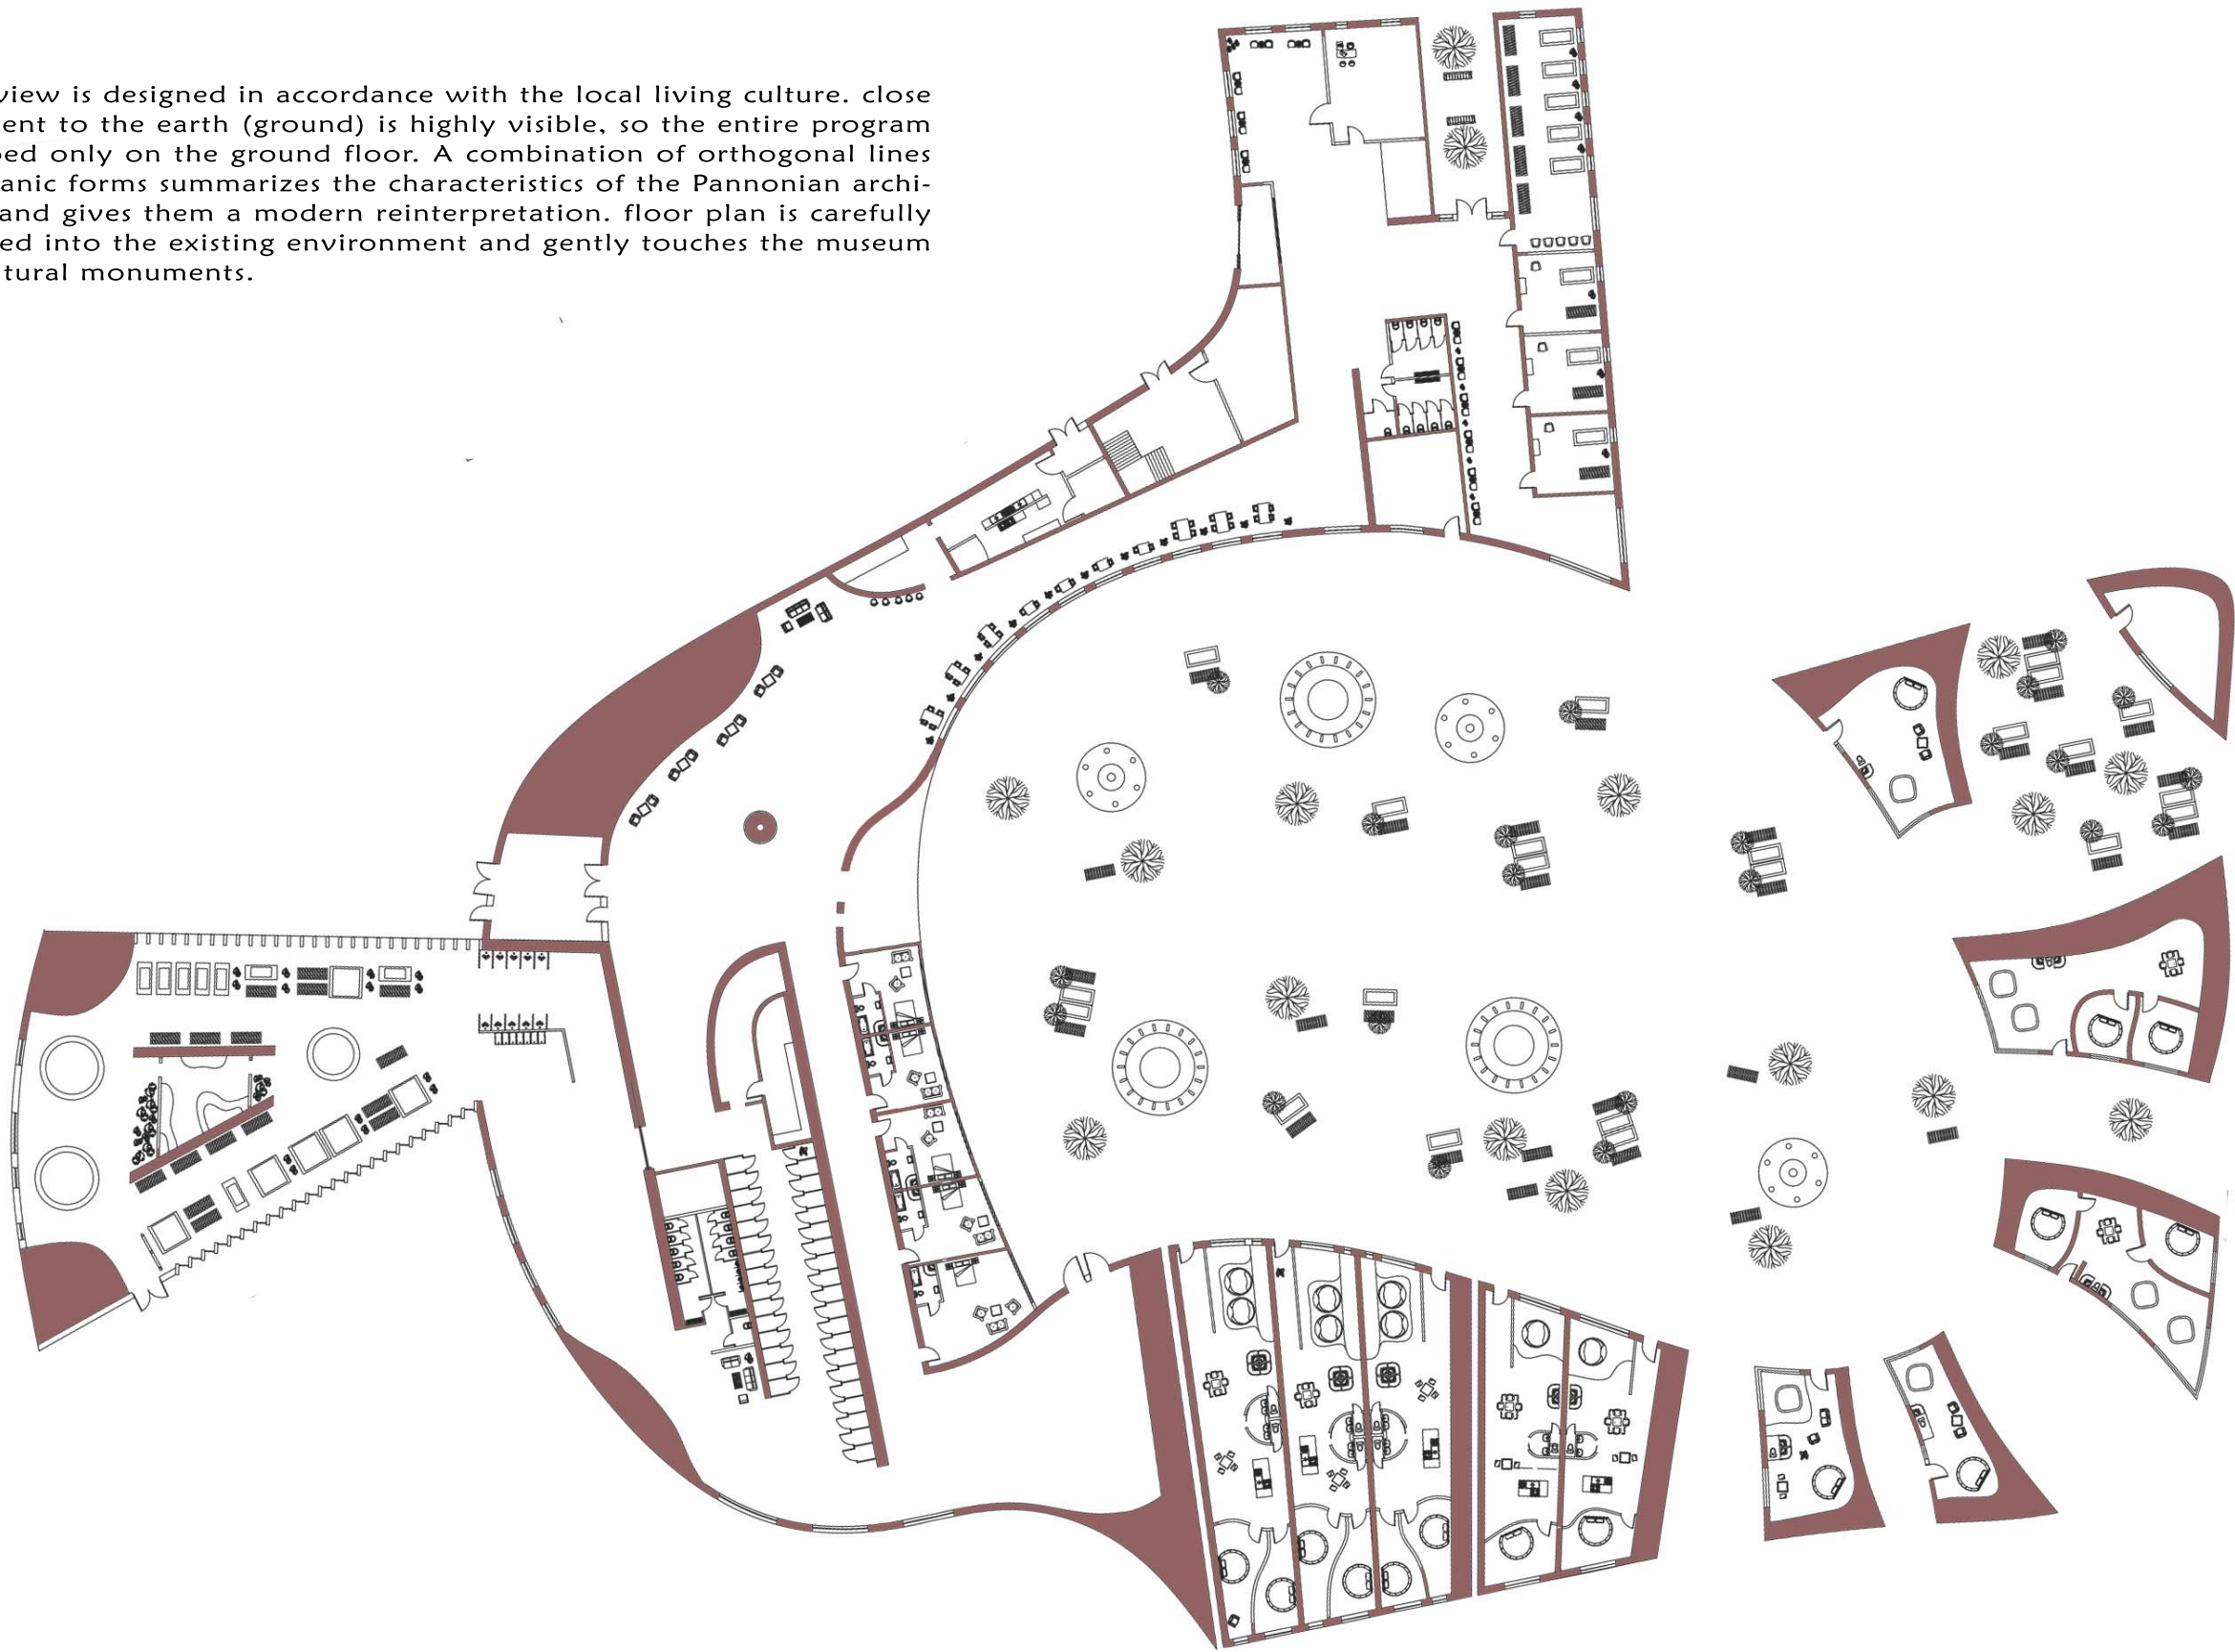 view is designed in accordance with the local living culture. close
ent to the earth (ground) is highly visible, so the entire program
ed only on the ground floor. A combination of orthogonal lines
anic forms summarizes the characteristics of the Pannonian archi-
and gives them a modern reinterpretation. floor plan is carefully
ed into the existing environment and gently touches the museum
tural monuments.